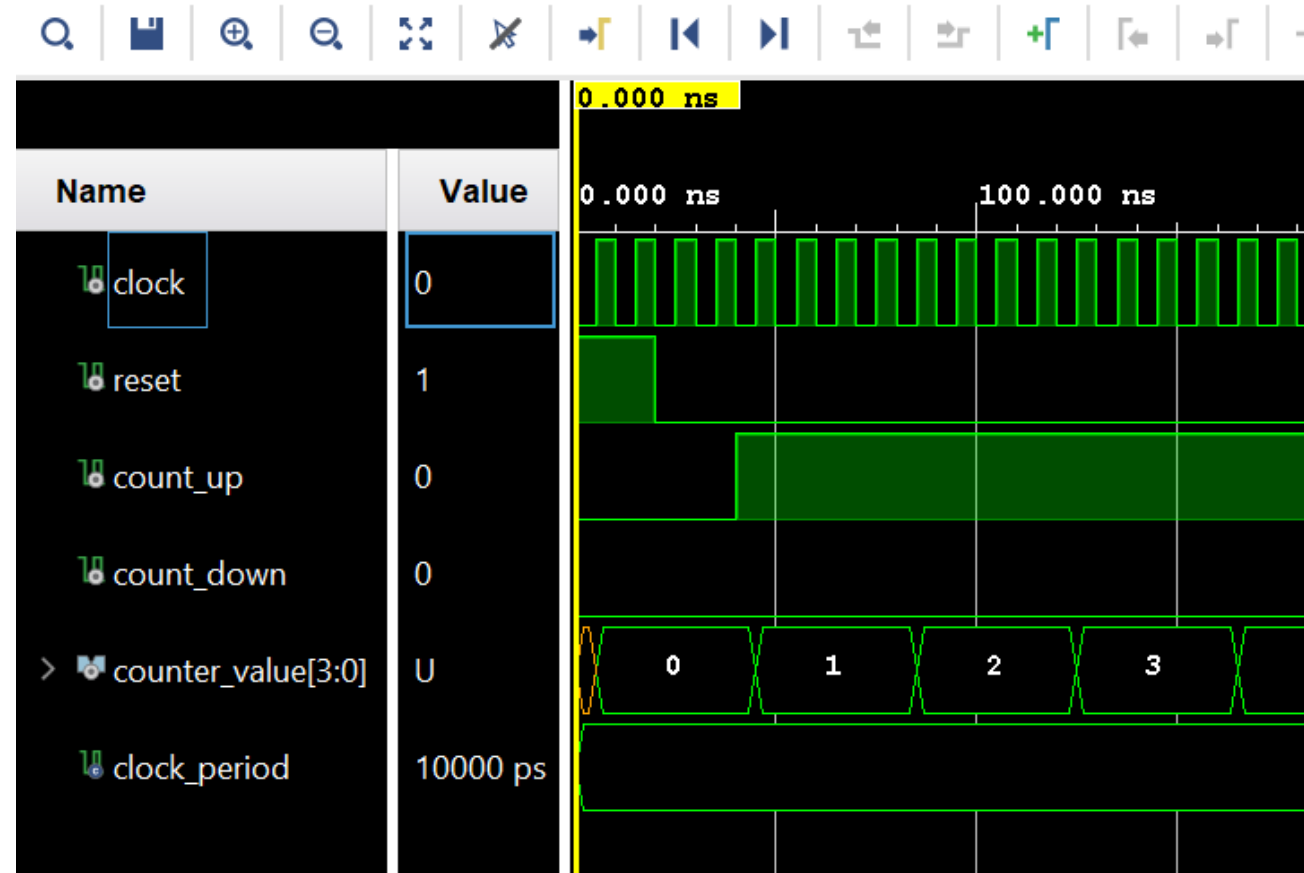 0.000 ns
Name Value 0.000 ns 100.000 ns
clock 0
reset 1
count_up 0
count_down 0
counter_value[3:0] U 0 1 2 3
clock_period 10000 ps